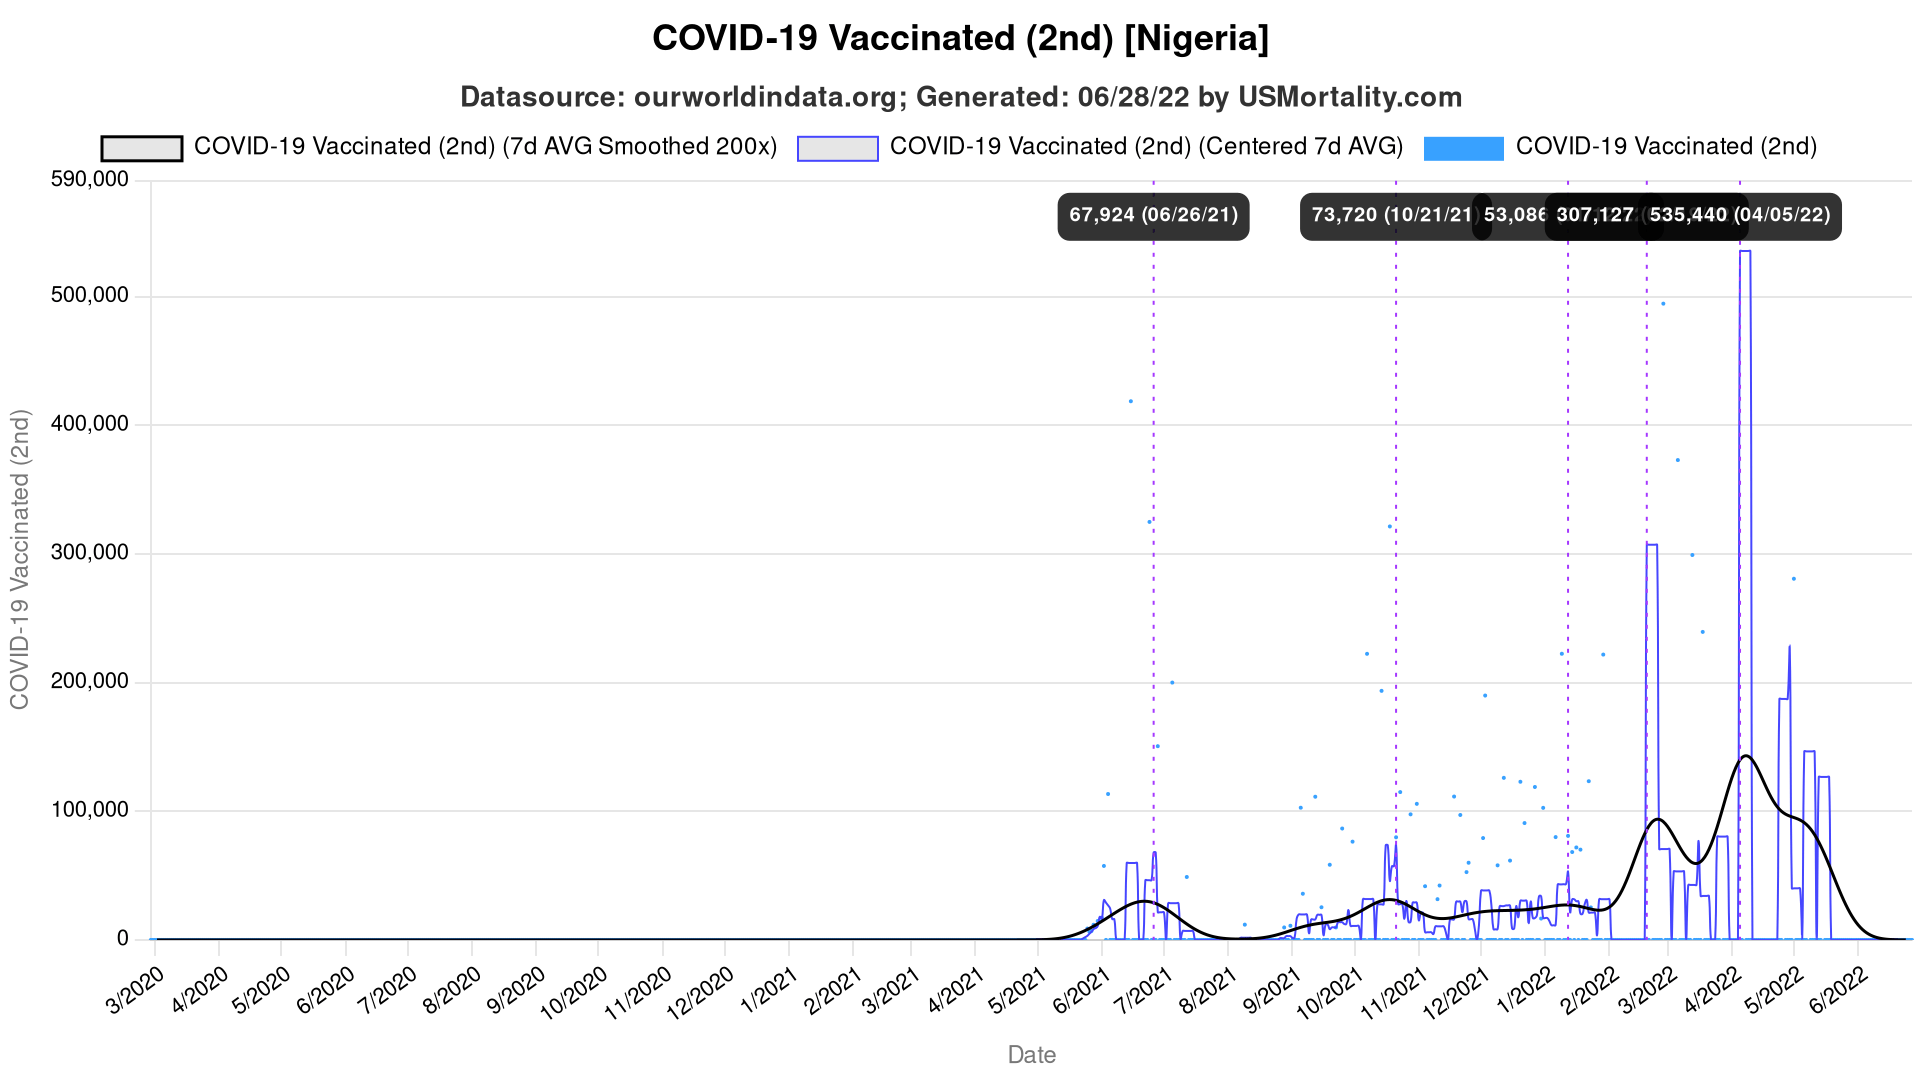 COVID-19 Vaccinated (2nd) [Nigeria]
Datasource: ourworldindata.org; Generated: 06/28/22 by USMortality.com
COVID-19 Vaccinated (2nd) (7d AVG Smoothed 200x) COVID-19 Vaccinated (2nd) (Centered 7d AVG) COVID-19 Vaccinated (2nd)
67,924 (06/26/21) 73,720 (10/21/21) 53,086 307,127 535,440 (04/05/22)
590,000
500,000
400,000
300,000
200,000
100,000
0
COVID-19 Vaccinated (2nd)
3/2020 4/2020 5/2020 6/2020 7/2020 8/2020 9/2020 10/2020 11/2020 12/2020 1/2021 2/2021 3/2021 4/2021 5/2021 6/2021 7/2021 8/2021 9/2021 10/2021 11/2021 12/2021 1/2022 2/2022 3/2022 4/2022 5/2022 6/2022
Date